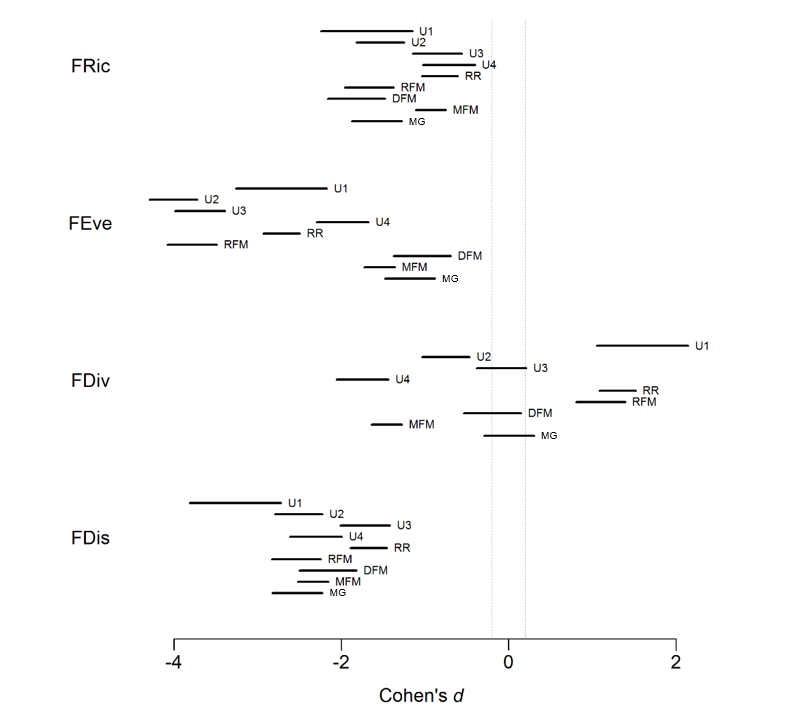 U1
U2
U3
FRic
U4
RR
RFM
DFM
MFM
MG
U1
U2
U3
FEve
U4
RR
RFM
DFM
MFM
MG
U1
U2
U3
FDiv
U4
RR
RFM
DFM
MFM
MG
U1
U2
U3
FDis
U4
RR
RFM
DFM
MFM
MG
-4 -2 0 2
Cohen's d